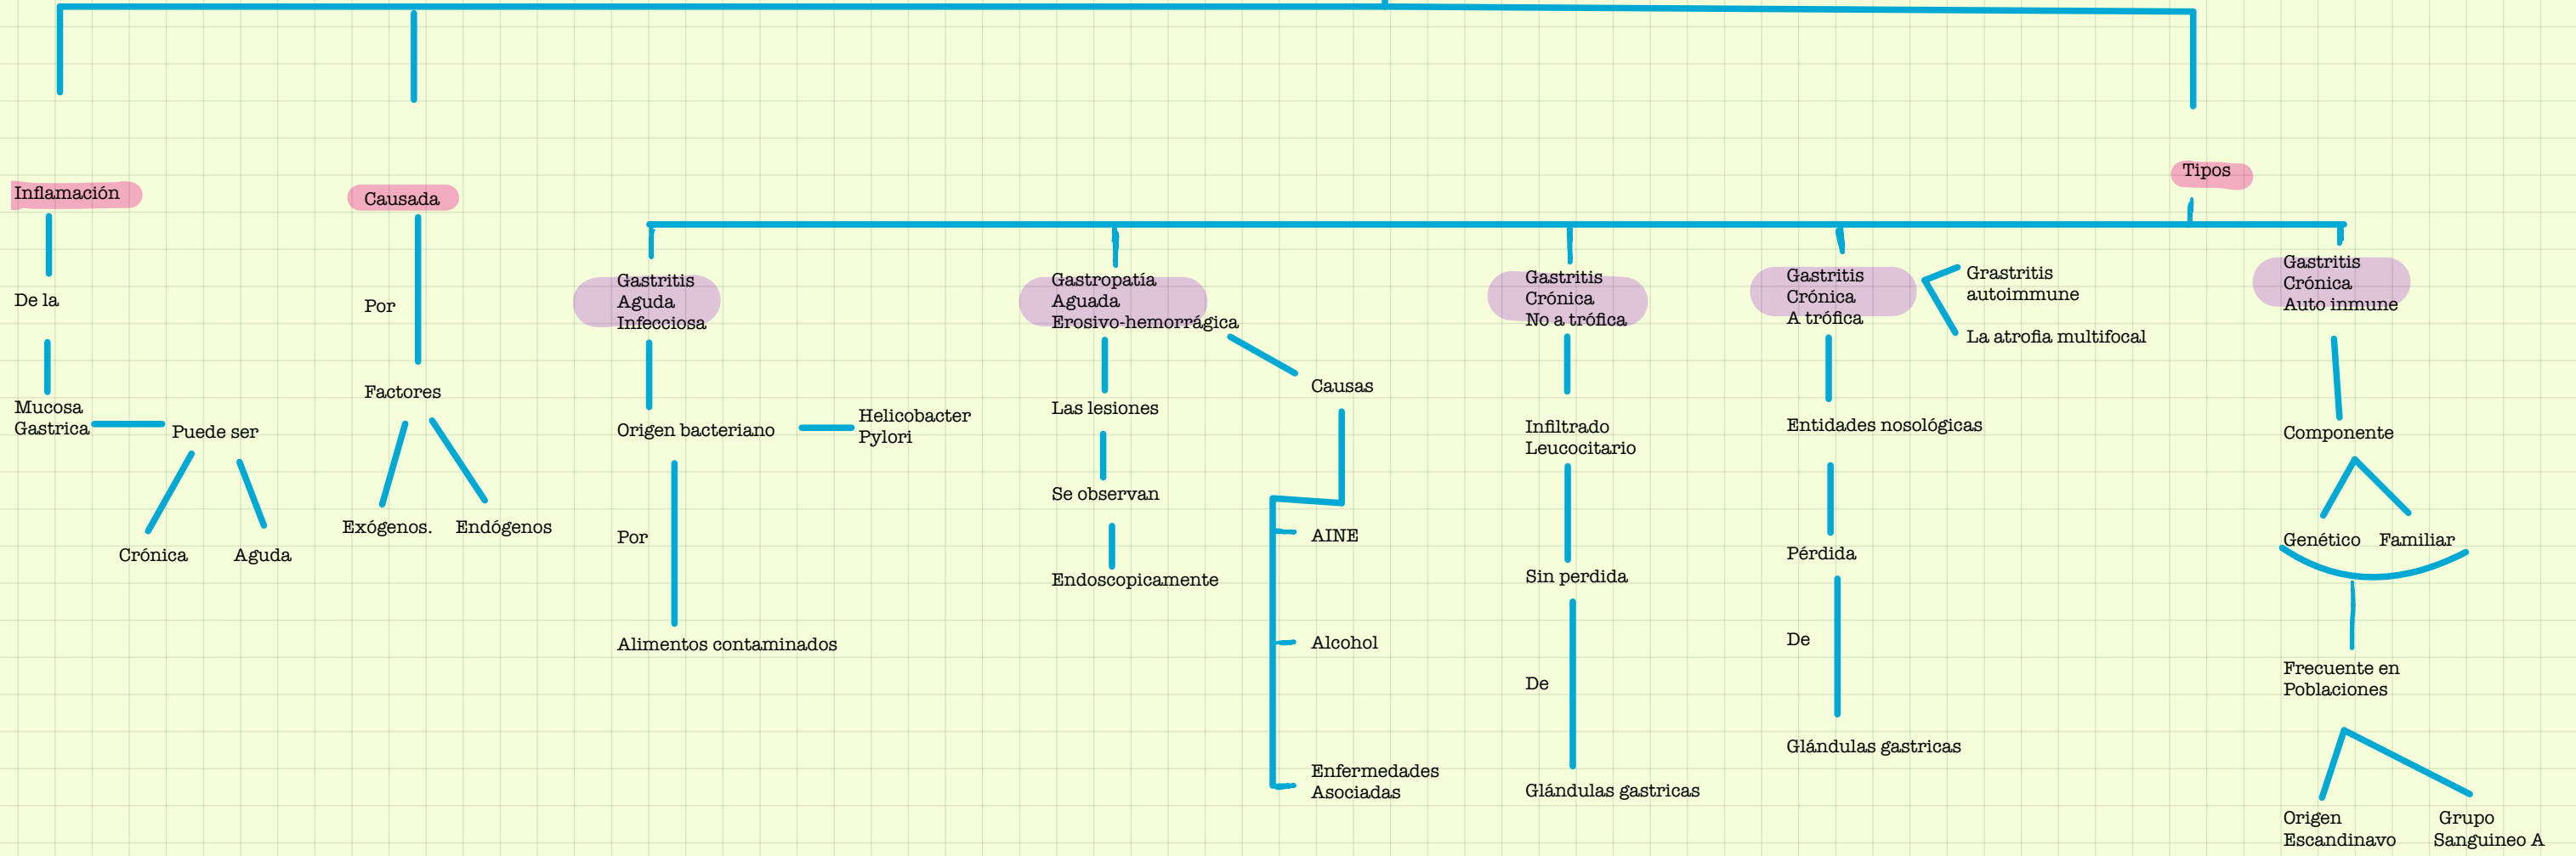 Inflamación
De la
Mucosa
Gastrica
Puede ser
Crónica
Aguda
Causada
Por
Factores
Exógenos.
Endógenos
Tipos
Gastritis
Aguda
Infecciosa
Origen bacteriano
Helicobacter
Pylori
Por
Alimentos contaminados
Gastropatía
Aguada
Erosivo-hemorrágica
Las lesiones
Se observan
Endoscopicamente
Causas
AINE
Alcohol
Enfermedades
Asociadas
Gastritis
Crónica
No a trófica
Infiltrado
Leucocitario
Sin perdida
De
Glándulas gastricas
Gastritis
Crónica
A trófica
Grastritis
autoimmune
La atrofia multifocal
Entidades nosológicas
Pérdida
De
Glándulas gastricas
Gastritis
Crónica
Auto inmune
Componente
Genético
Familiar
Frecuente en
Poblaciones
Origen
Escandinavo
Grupo
Sanguineo A